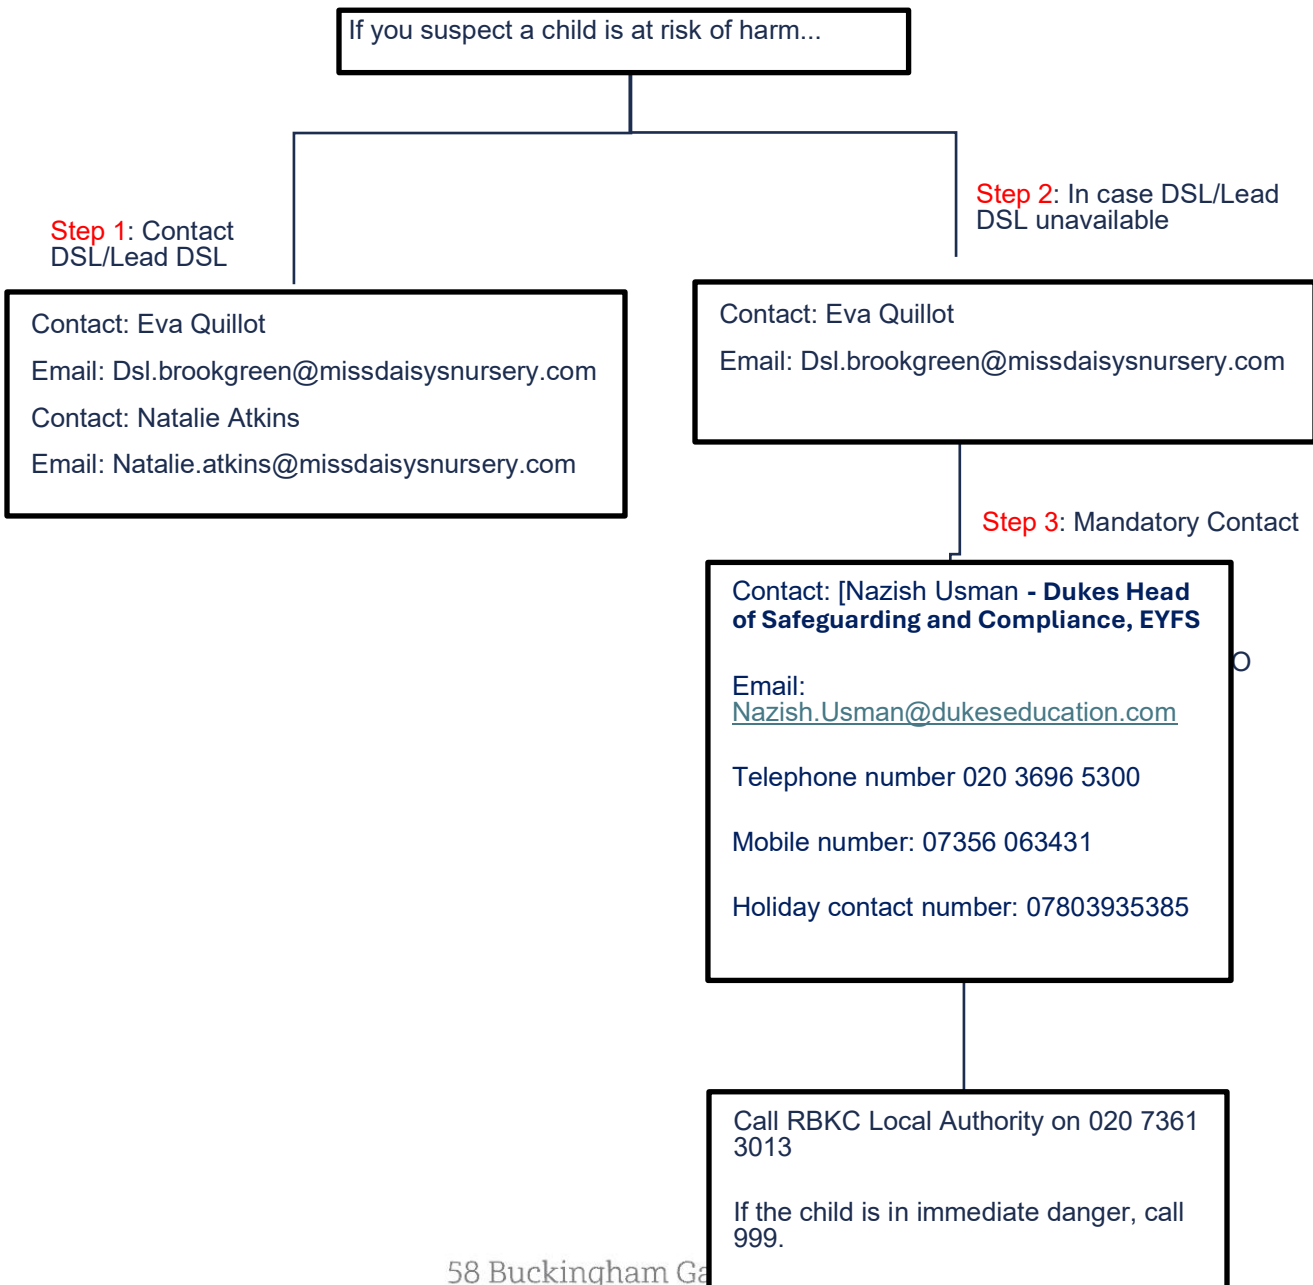 If you suspect a child is at risk of harm...
Step 1: Contact
DSL/Lead DSL
Contact: Eva Quillot
Email: Dsl.brookgreen@missdaisysnursery.com
Contact: Natalie Atkins
Email: Natalie.atkins@missdaisysnursery.com
Step 2: In case DSL/Lead
DSL unavailable
Contact: Eva Quillot
Email: Dsl.brookgreen@missdaisysnursery.com
Step 3: Mandatory Contact
Contact: [Nazish Usman - Dukes Head
of Safeguarding and Compliance, EYFS
O
Email:
Nazish.Usman@dukeseducation.com
Telephone number 020 3696 5300
Mobile number: 07356 063431
Holiday contact number: 07803935385
Call RBKC Local Authority on 020 7361
3013
If the child is in immediate danger, call
999.
58 Buckingham